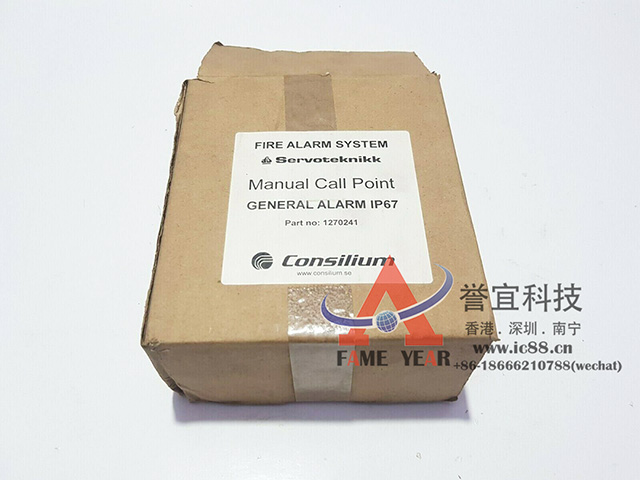 FIRE ALARM SYSTEM
Servoteknikk
Manual Call Point
GENERAL ALARM IP67
Part no: 1270241
Consilium
www.consilium.se
A
FAME YEAR
誉宜科技
香港.深圳.南宁
www.ic88.cn
+86-18666210788(wechat)